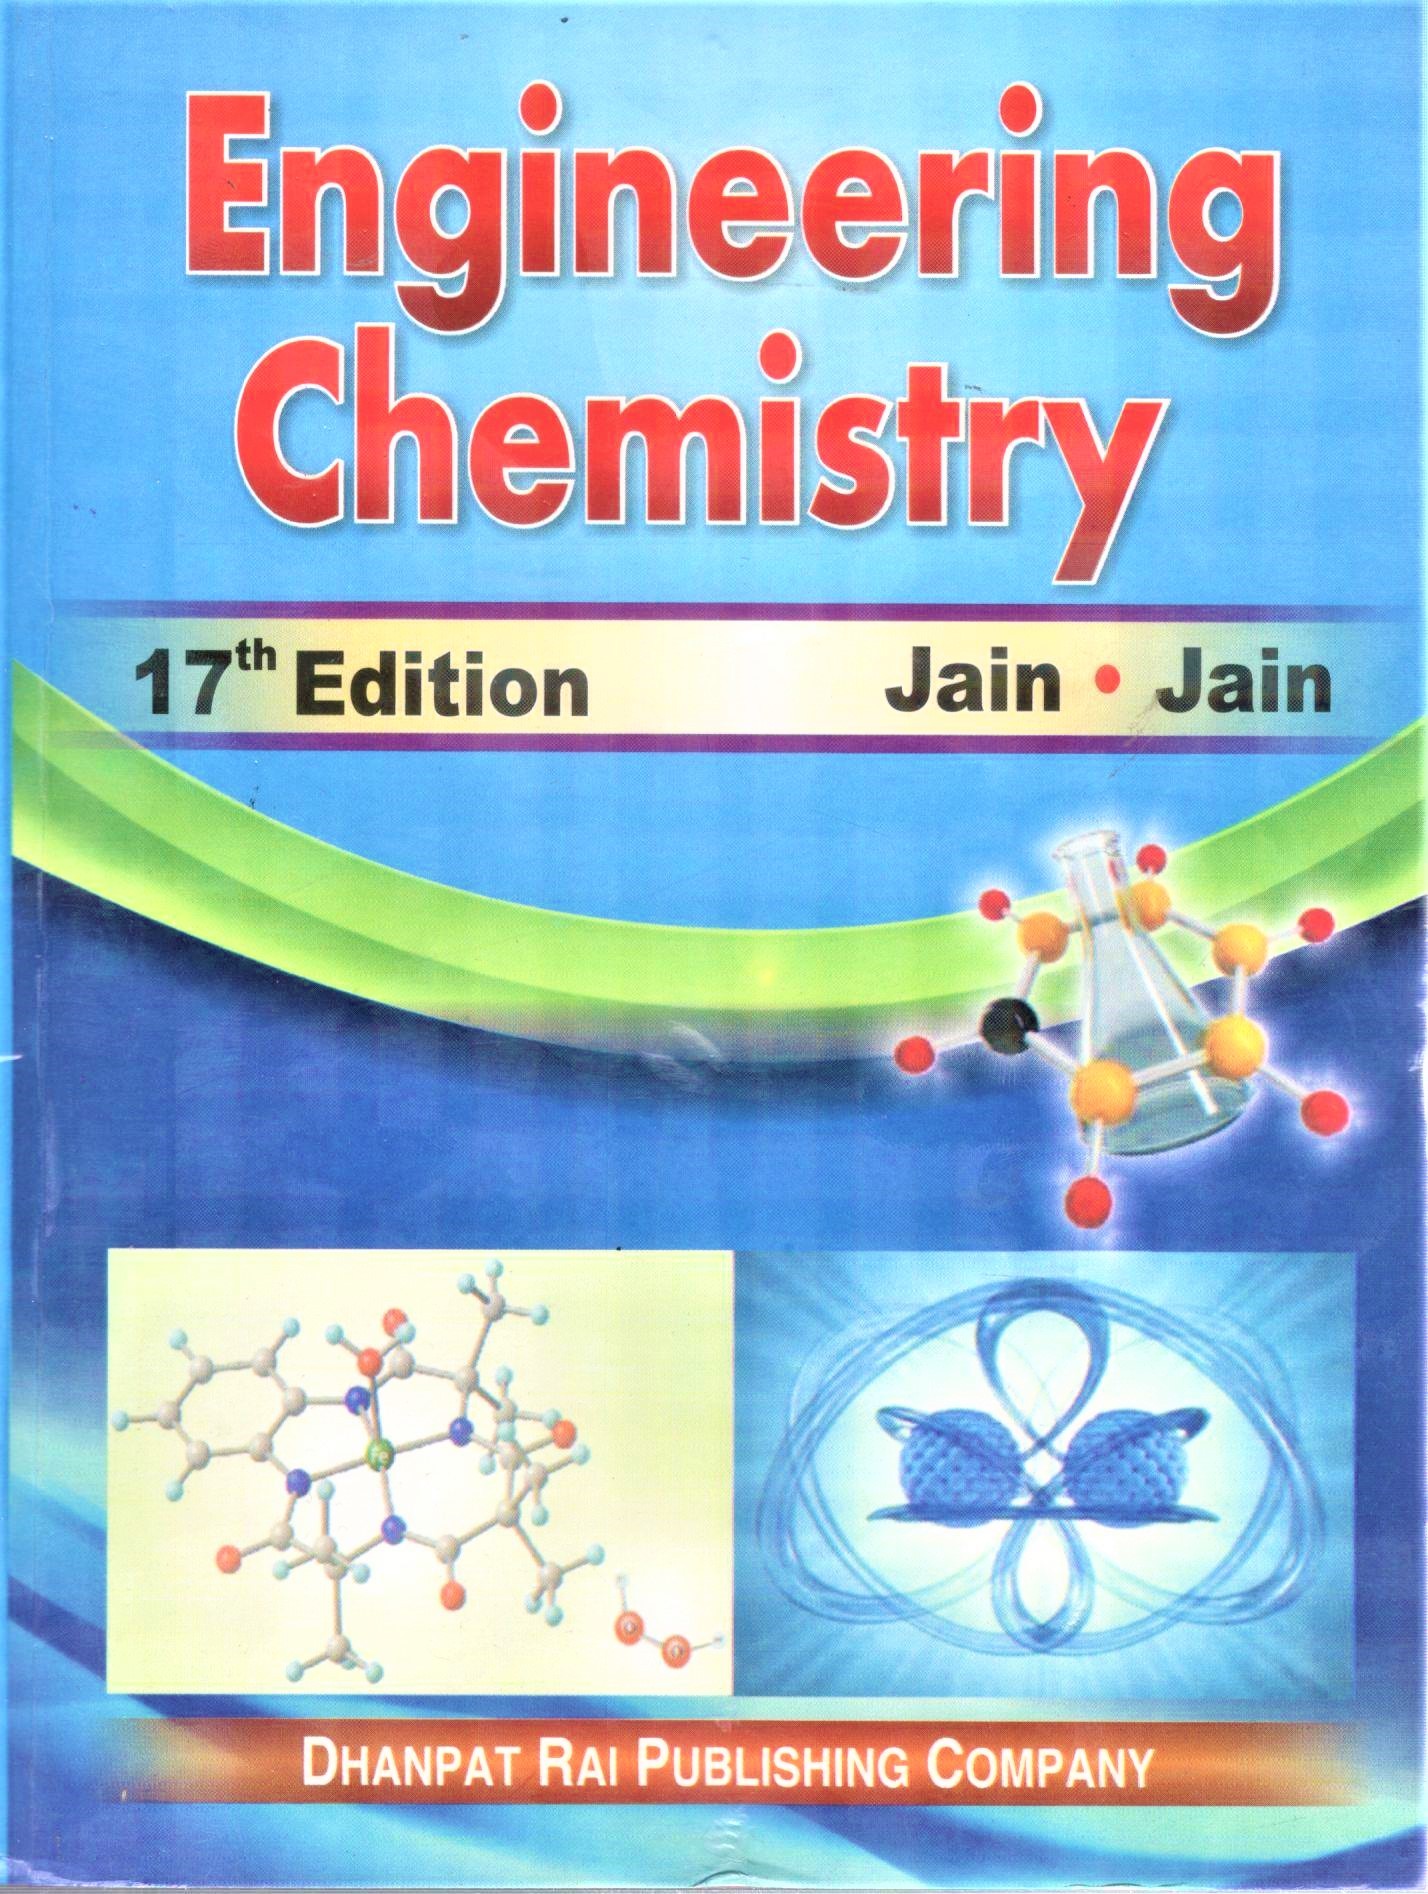 Engineering
Chemistry
17th Edition
Jain • Jain
DHANPAT RAI PUBLISHING COMPANY